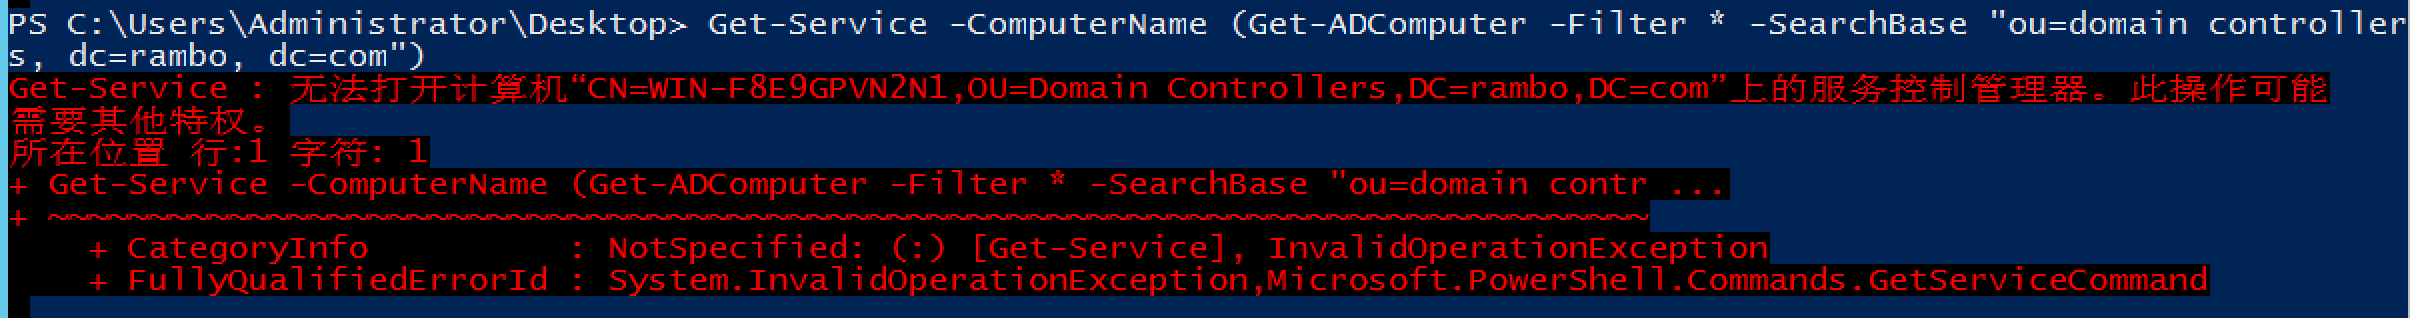 PS C:\Users\Administrator\Desktop> Get-Service -ComputerName (Get-ADComputer -Filter * -SearchBase "ou=domain controller
s, dc=rambo, dc=com")
Get-Service : 无法打开计算机“CN=WIN-F8E9GPVN2N1,OU=Domain Controllers,DC=rambo,DC=com”上的服务控制管理器。此操作可能
需要其他特权。
所在位置 行:1 字符: 1
+ Get-Service -ComputerName (Get-ADComputer -Filter * -SearchBase "ou=domain contr ...
+ ~~~~~~~~~~~~~~~~~~~~~~~~~~~~~~~~~~~~~~~~~~~~~~~~~~~~~~~~~~~~~~~~~~~~~~~~~~~~~~~~
+ CategoryInfo : NotSpecified: (:) [Get-Service], InvalidOperationException
+ FullyQualifiedErrorId : System.InvalidOperationException,Microsoft.PowerShell.Commands.GetServiceCommand